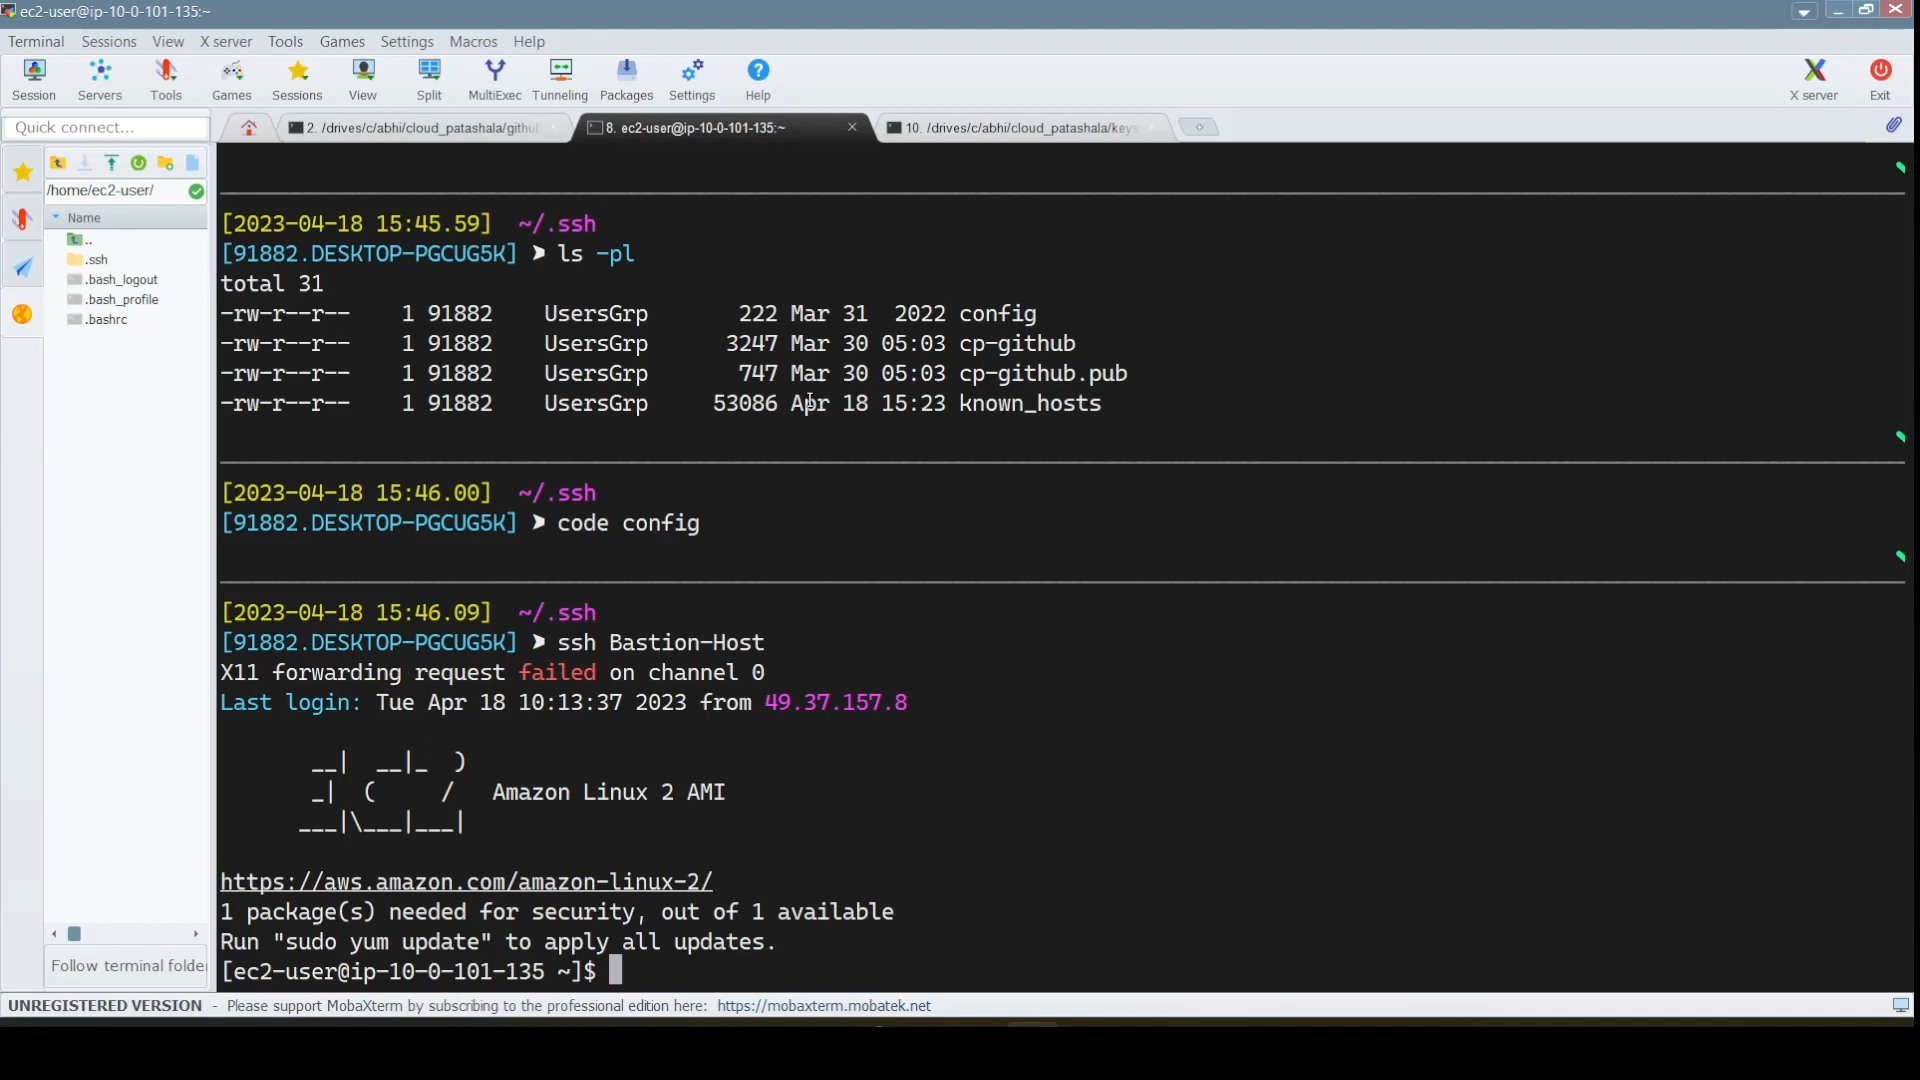 ec2-user@ip-10-0-101-135:~
Terminal Sessions View X server Tools Games Settings Macros Help
Session Servers Tools Games Sessions View Split MultiExec Tunneling Packages Settings Help X server Exit
Quick connect...
2. /drives/c/abhi/cloud_patashala/github
8. ec2-user@ip-10-0-101-135:~
10. /drives/c/abhi/cloud_patashala/keys
/home/ec2-user/
Name
..
.ssh
.bash_logout
.bash_profile
.bashrc
Follow terminal folder
[2023-04-18 15:45.59] ~/.ssh
[91882.DESKTOP-PGCUG5K] ➤ ls -pl
total 31
-rw-r--r-- 1 91882 UsersGrp 222 Mar 31 2022 config
-rw-r--r-- 1 91882 UsersGrp 3247 Mar 30 05:03 cp-github
-rw-r--r-- 1 91882 UsersGrp 747 Mar 30 05:03 cp-github.pub
-rw-r--r-- 1 91882 UsersGrp 53086 Apr 18 15:23 known_hosts
[2023-04-18 15:46.00] ~/.ssh
[91882.DESKTOP-PGCUG5K] ➤ code config
[2023-04-18 15:46.09] ~/.ssh
[91882.DESKTOP-PGCUG5K] ➤ ssh Bastion-Host
X11 forwarding request failed on channel 0
Last login: Tue Apr 18 10:13:37 2023 from 49.37.157.8
__| __|_ )
_| ( / Amazon Linux 2 AMI
___|\___|___|
https://aws.amazon.com/amazon-linux-2/
1 package(s) needed for security, out of 1 available
Run "sudo yum update" to apply all updates.
[ec2-user@ip-10-0-101-135 ~]$
UNREGISTERED VERSION - Please support MobaXterm by subscribing to the professional edition here: https://mobaxterm.mobatek.net